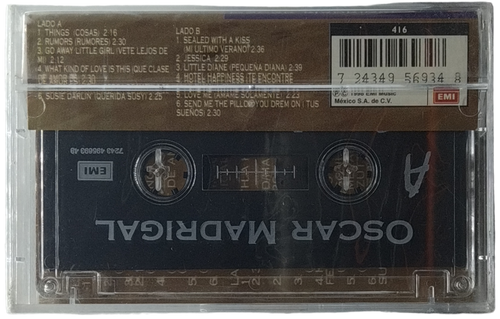 LADO A
1. THINGS (COSAS) 2:16
2. RUMORS (RUMORES) 2.30
3. GO AWAY LITTLE GIRL (VETE LEJOS DE
MI) 2.12
4. WHAT KIND OF LOVE IS THIS (QUE CLASE
6. SUSIE DARLIN' (QUERIDA SUSY) 2.25
LADO B
1. SEALED WITH A KISS
(MI ULTIMO VERANO) 2.36
2. JESSICA 2.29
3. LITTLE DIANE (PEQUEÑA DIANA) 2.39
4. HOTEL HAPPINESS (TE ENCONTRE
5. LOVE ME (AMAME SOLAMENTE) 2.23
6. SEND ME THE PILLOW YOU DREM ON (TUS
SUEÑOS) 2.30
416
7 24349 56934 8
EMI MUSIC
México S.A. de C.V.
EMI
EMI
A
OSCAR MADRIGAL